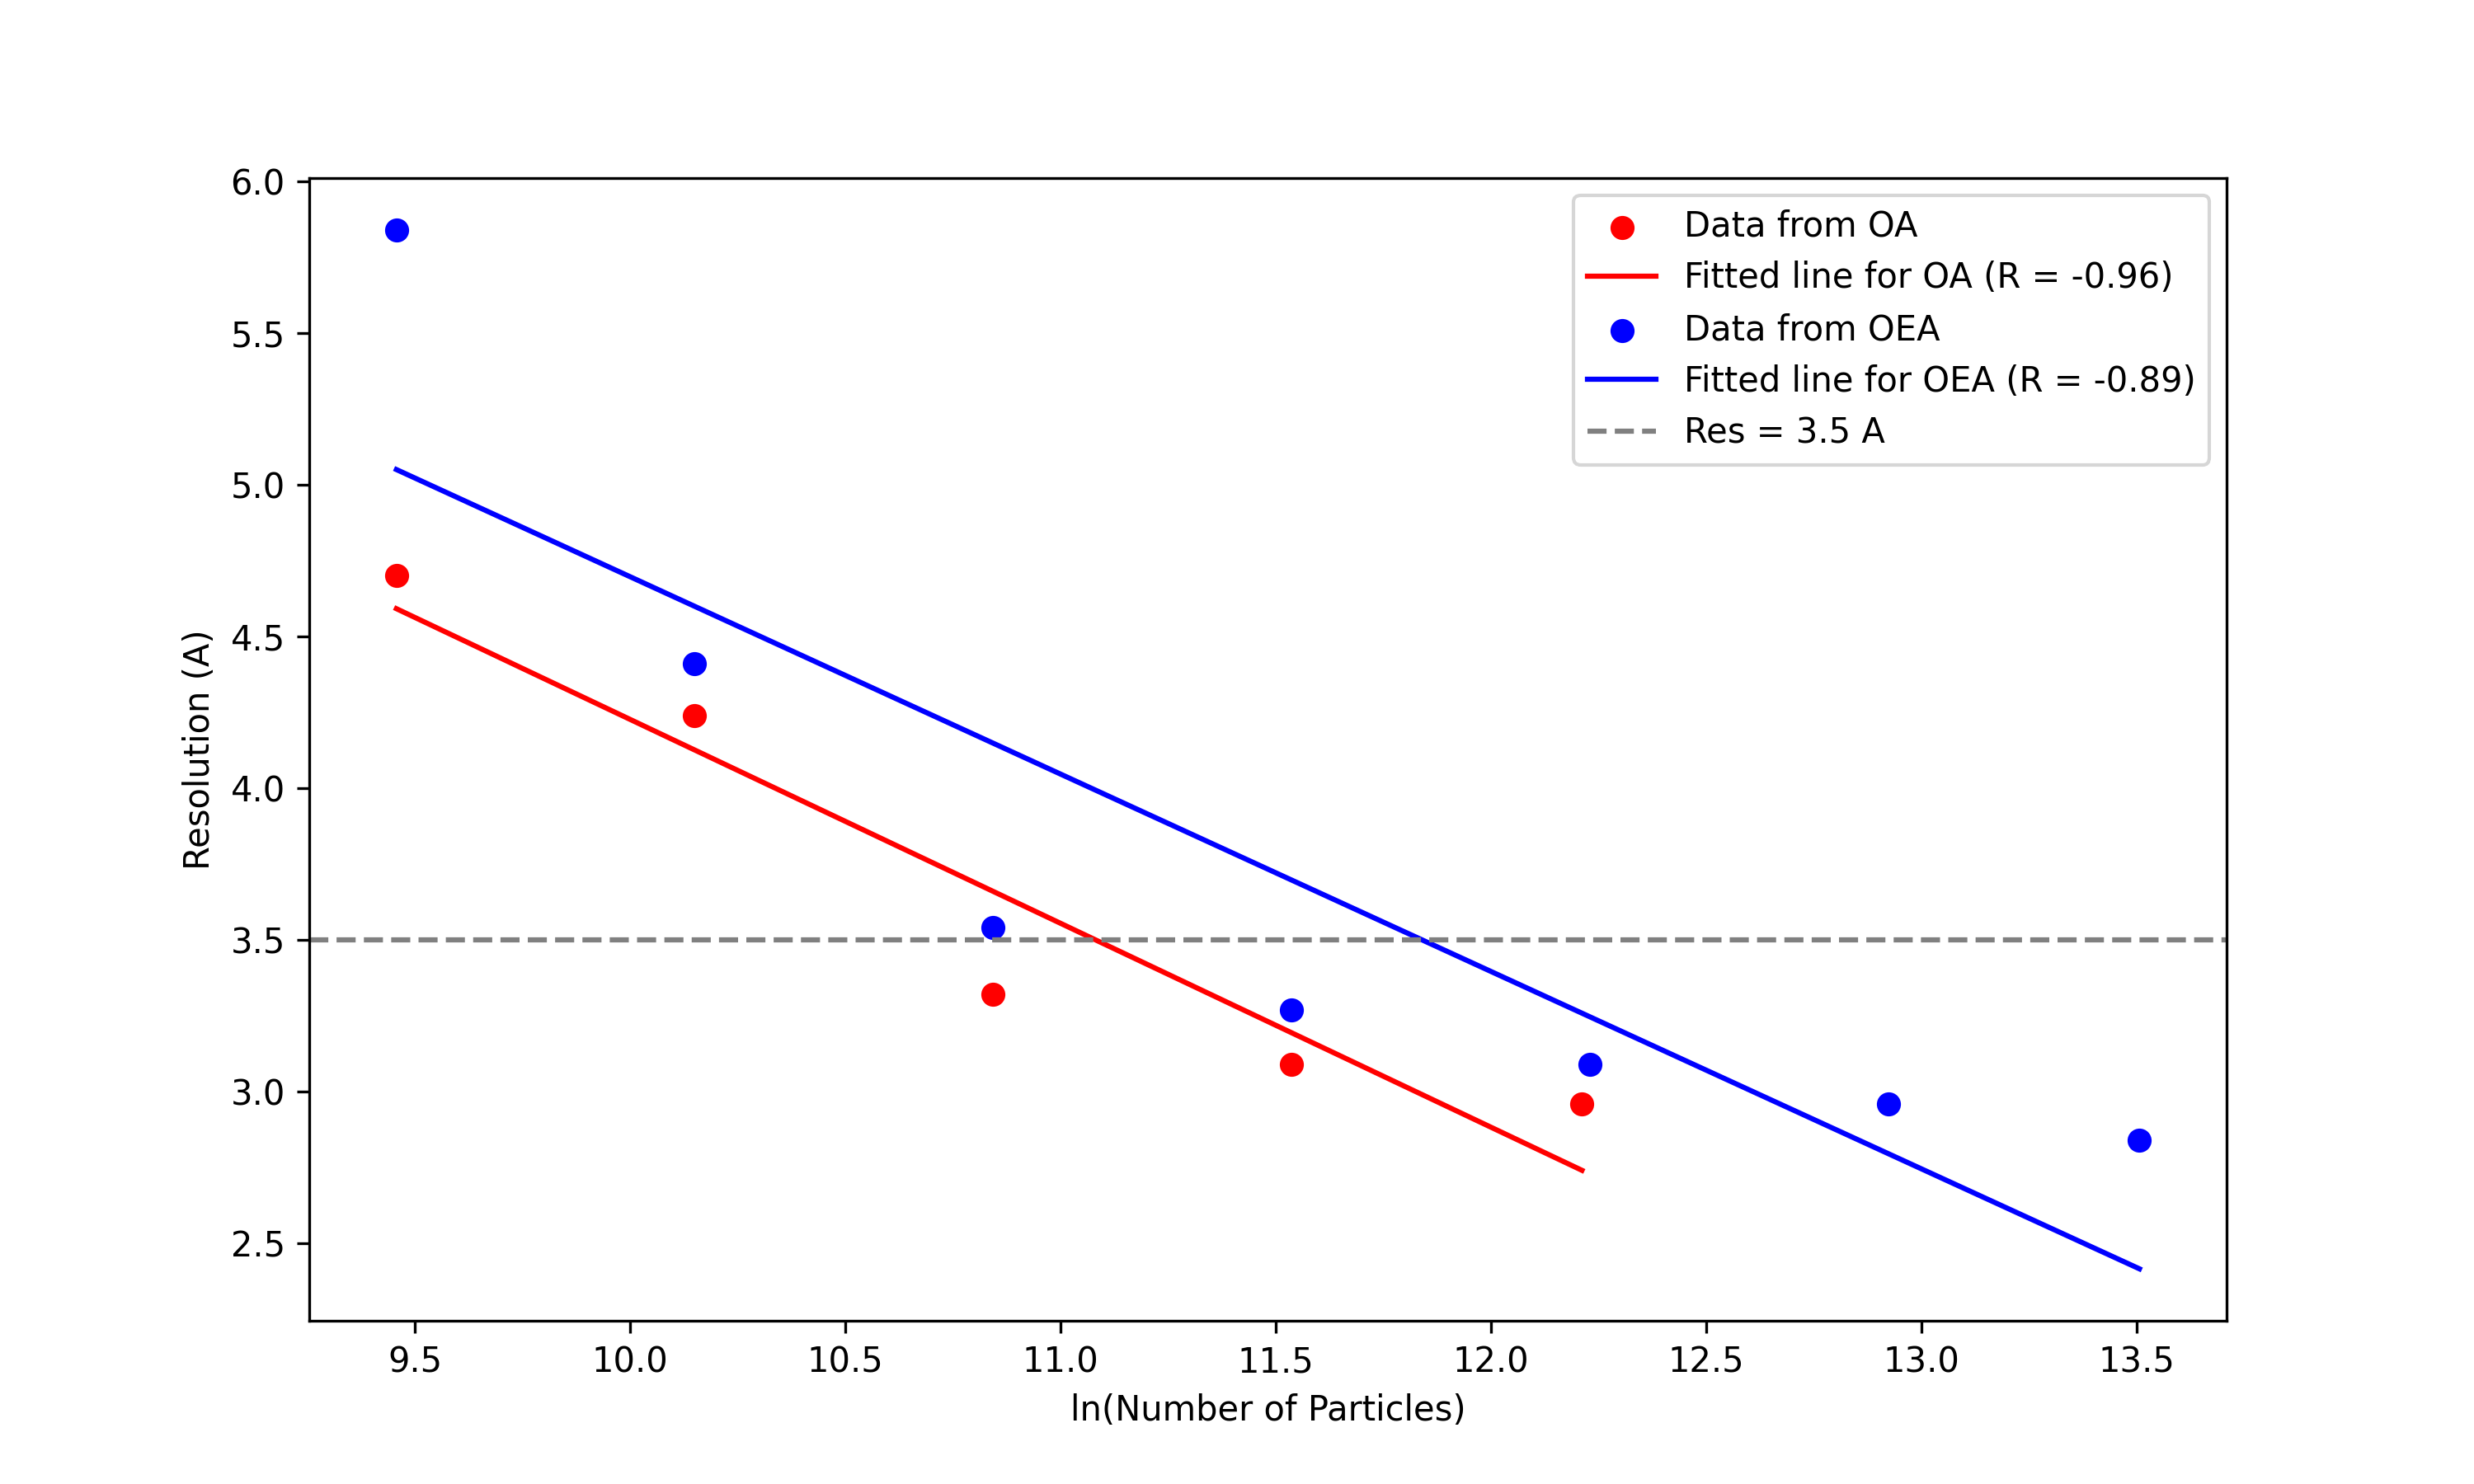 6.0
5.5
5.0
4.5
4.0
3.5
3.0
2.5
Resolution (A)
9.5 10.0 10.5 11.0 11.5 12.0 12.5 13.0 13.5
ln(Number of Particles)
Data from OA
Fitted line for OA (R = -0.96)
Data from OEA
Fitted line for OEA (R = -0.89)
Res = 3.5 A